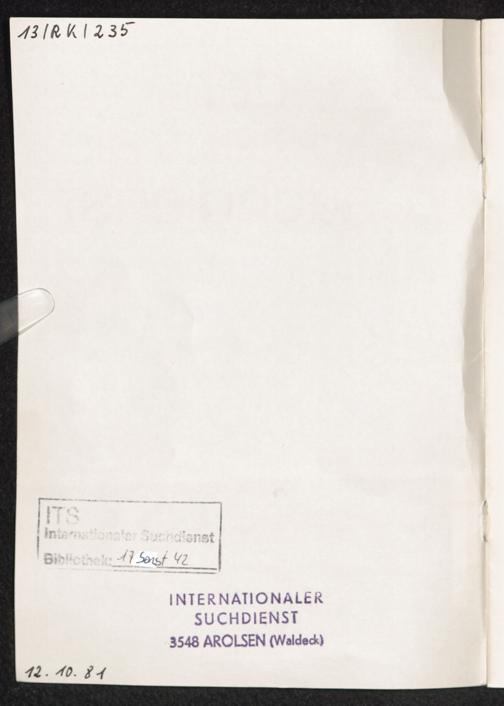 13/RK/235
ITS
Internationaler Suchdienst
Bibliothek: 17 Sonst 42
INTERNATIONALER
SUCHDIENST
3548 AROLSEN (Waldeck)
12. 10. 81